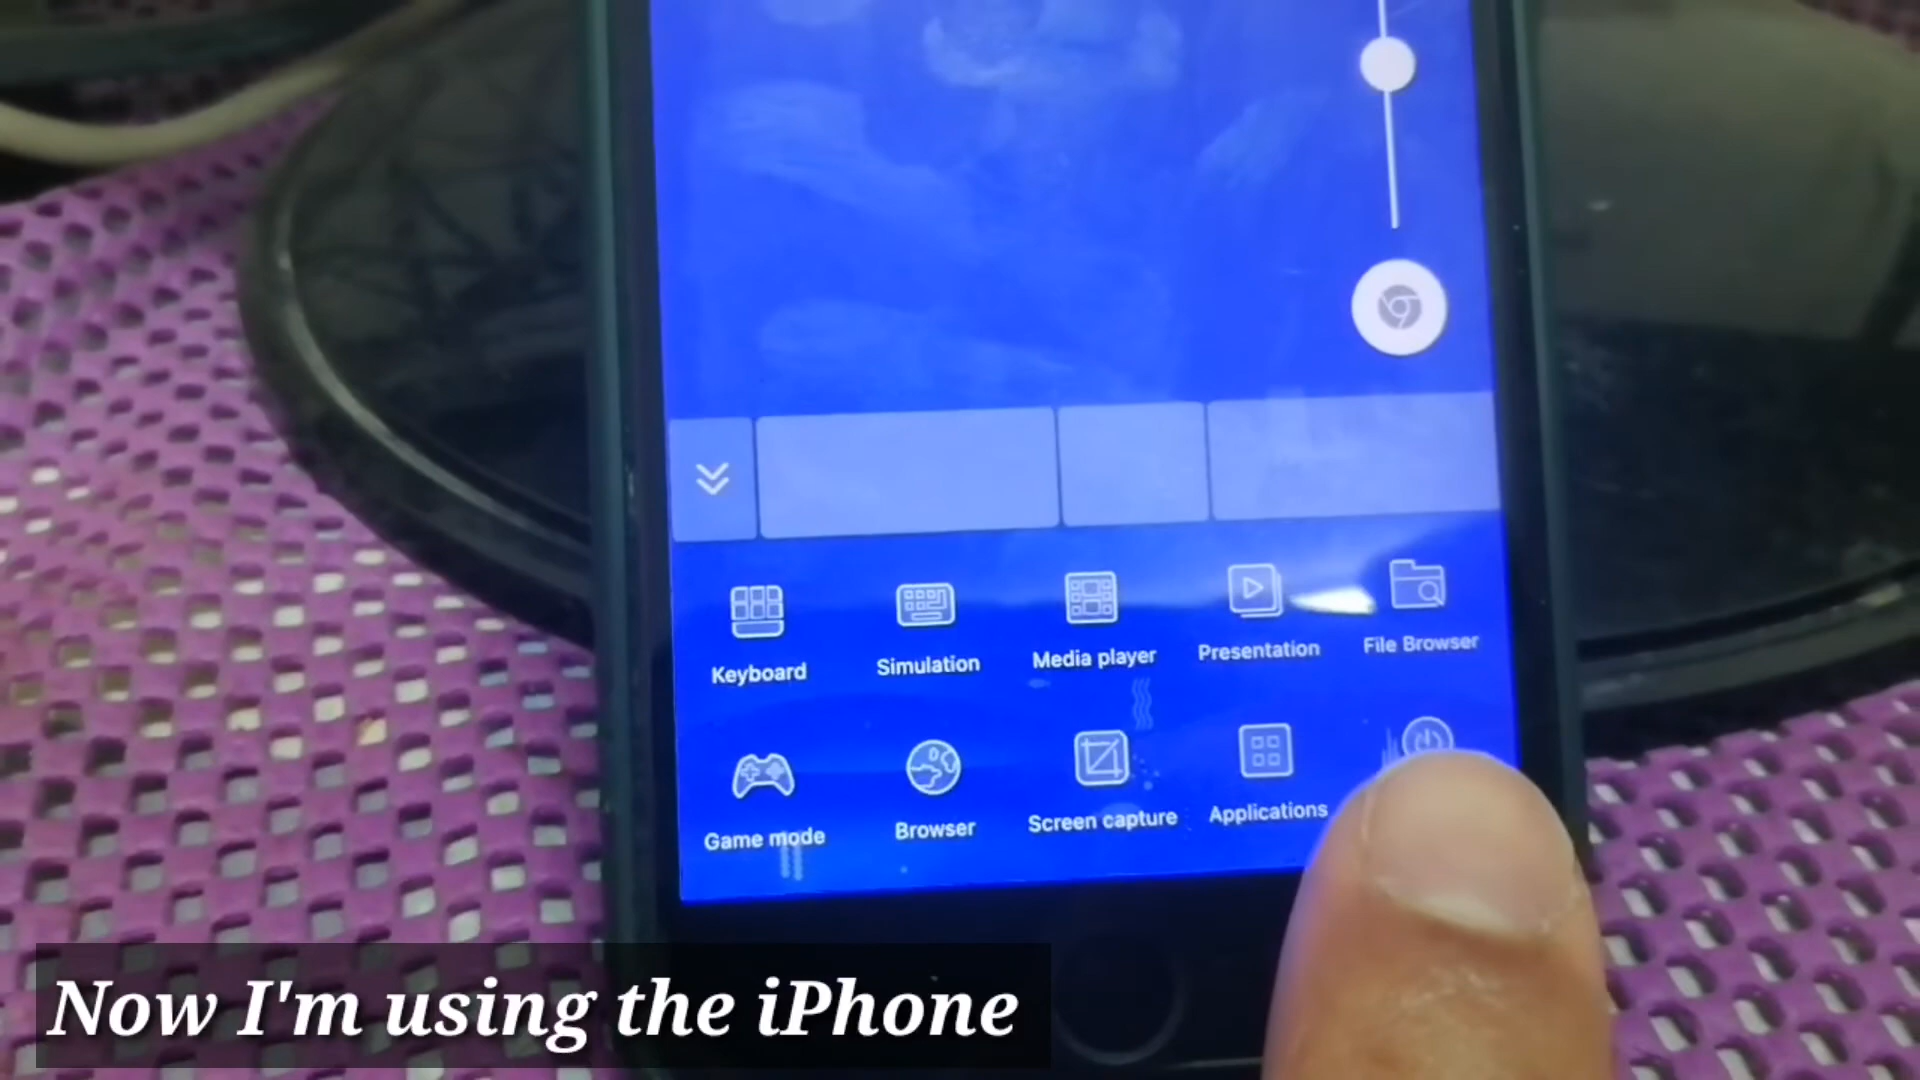 Keyboard
Simulation
Media player
Presentation
File Browser
Game mode
Browser
Screen capture
Applications
Now I'm using the iPhone